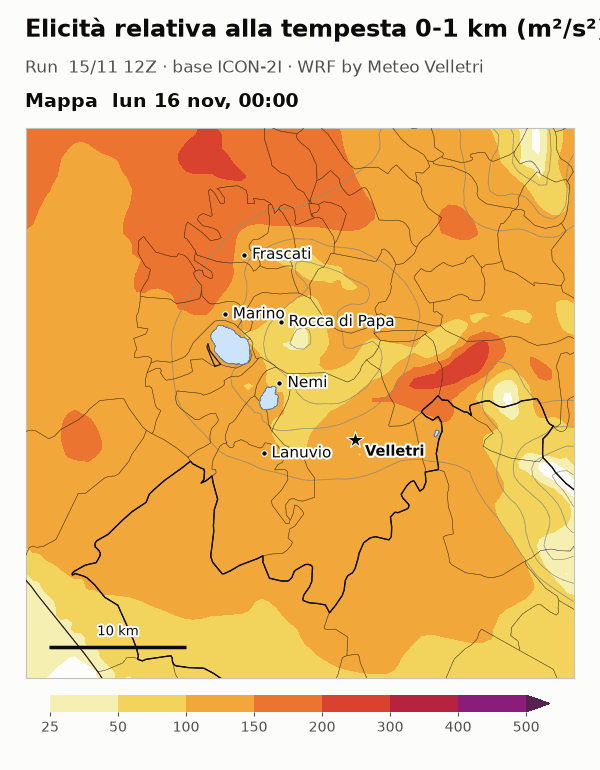 Elicità relativa alla tempesta 0-1 km (m²/s²)
Run 15/11 12Z · base ICON-2I · WRF by Meteo Velletri
Mappa lun 16 nov, 00:00
Frascati
Marino
Rocca di Papa
Nemi
Velletri
Lanuvio
10 km
25 50 100 150 200 300 400 500